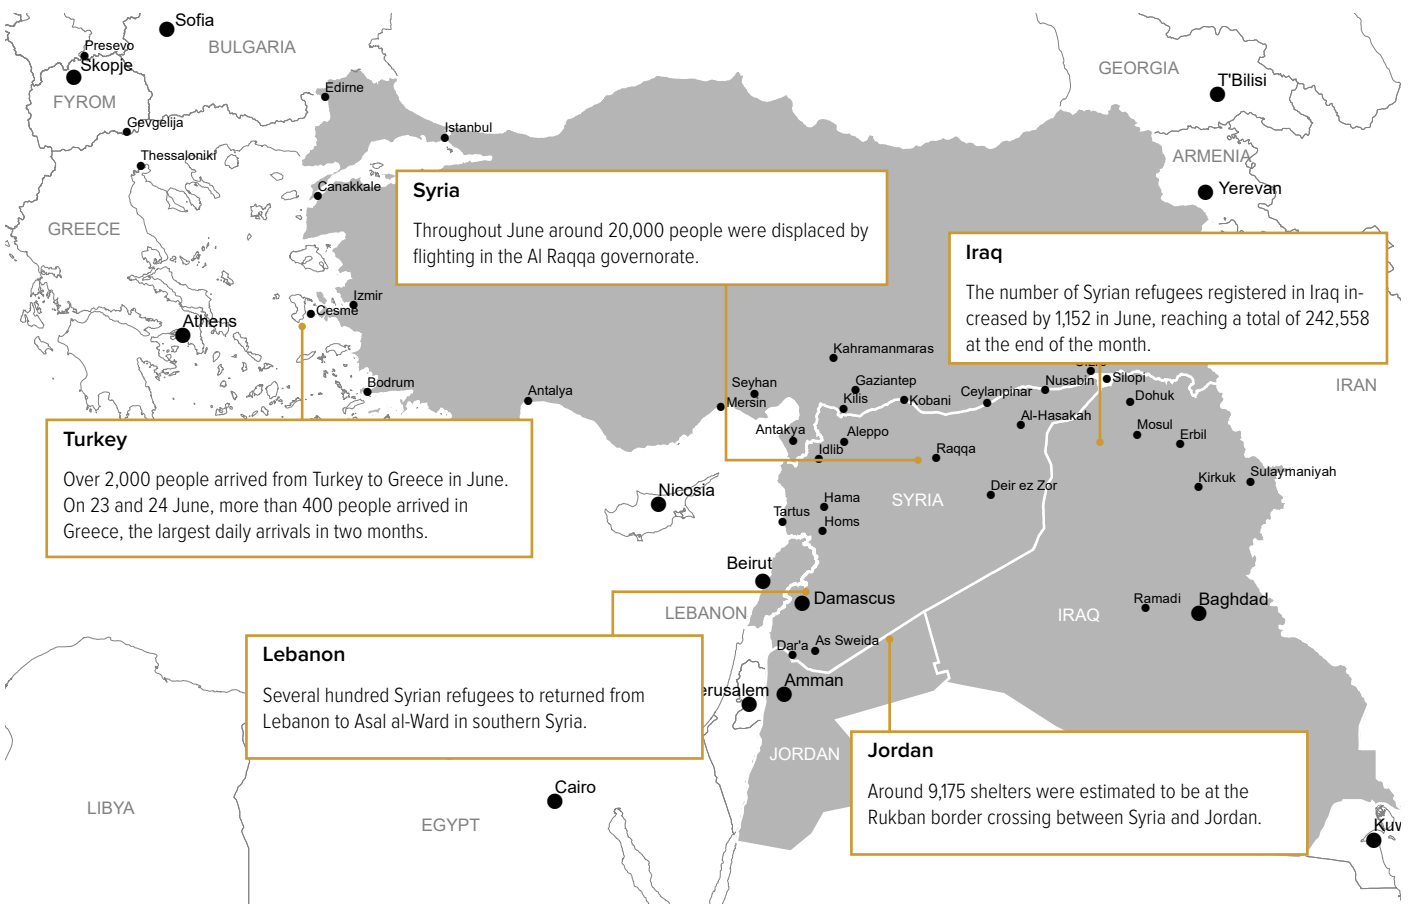 Sofia
BULGARIA
Presevo
Skopje
FYROM
Edirne
Gevgelija
Istanbul
Thessaloniki
Canakkale
GREECE
GEORGIA
T'Bilisi
ARMENIA
Yerevan
Syria
Throughout June around 20,000 people were displaced by
flighting in the Al Raqqa governorate.
Iraq
The number of Syrian refugees registered in Iraq in-
creased by 1,152 in June, reaching a total of 242,558
at the end of the month.
Izmir
Cesme
Athens
Bodrum
Antalya
Kahramanmaras
Seyhan
Mersin
Gaziantep
Kilis
Kobani
Ceylanpinar
Nusabin
Silopi
Dohuk
IRAN
Antakya
Aleppo
Idlib
Al-Hasakah
Mosul
Erbil
Raqqa
Turkey
Over 2,000 people arrived from Turkey to Greece in June.
On 23 and 24 June, more than 400 people arrived in
Greece, the largest daily arrivals in two months.
Nicosia
Hama
Tartus
Homs
SYRIA
Deir ez Zor
Kirkuk
Sulaymaniyah
Beirut
Damascus
LEBANON
IRAQ
Ramadi
Baghdad
Dar'a
As Sweida
Lebanon
Several hundred Syrian refugees to returned from
Lebanon to Asal al-Ward in southern Syria.
erusalem
Amman
JORDAN
Jordan
Around 9,175 shelters were estimated to be at the
Rukban border crossing between Syria and Jordan.
Cairo
LIBYA
EGYPT
Kuw